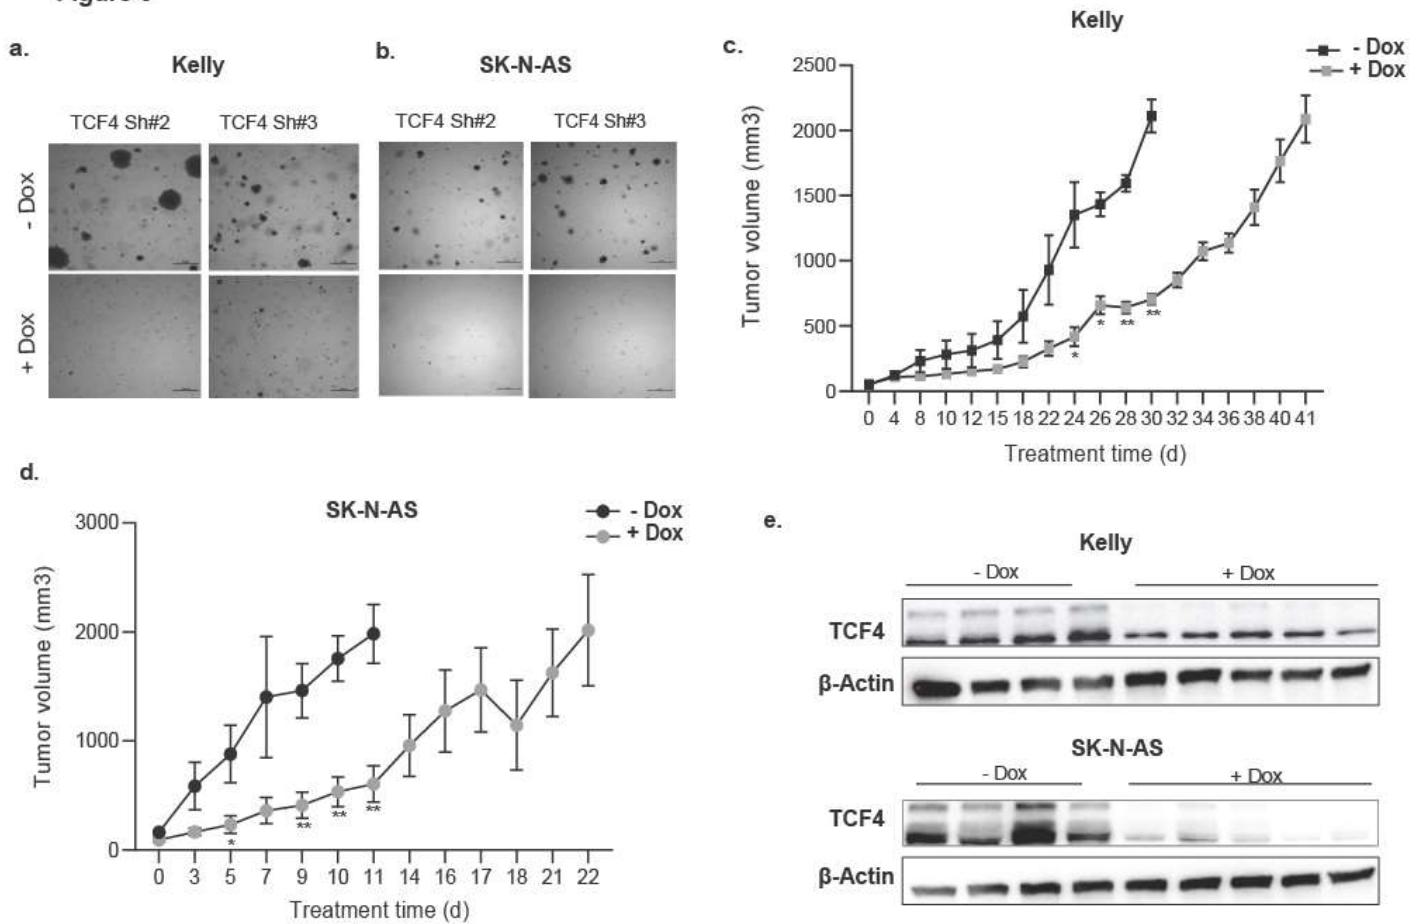 a.
Kelly
TCF4 Sh#2
TCF4 Sh#3
- Dox
+ Dox
b.
SK-N-AS
TCF4 Sh#2
TCF4 Sh#3
c.
Kelly
- Dox
+ Dox
Tumor volume (mm3)
2500
2000
1500
1000
500
0
* * ** **
0 4 8 10 12 15 18 22 24 26 28 30 32 34 36 38 40 41
Treatment time (d)
d.
SK-N-AS
- Dox
+ Dox
Tumor volume (mm3)
3000
2000
1000
0
* ** ** **
0 3 5 7 9 10 11 14 16 17 18 21 22
Treatment time (d)
e.
Kelly
- Dox
+ Dox
TCF4
β-Actin
SK-N-AS
- Dox
+ Dox
TCF4
β-Actin